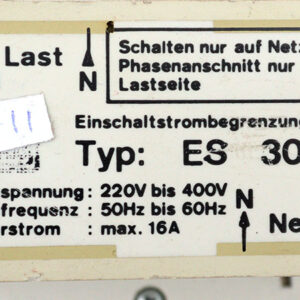 Last
N
Schalten nur auf Netz
Phasenanschnitt nur
Lastseite
11
Einschaltstrombegrenzung
Typ: ES 30
spannung : 220V bis 400V
frequenz : 50Hz bis 60Hz
rstrom : max. 16A
N
Ne